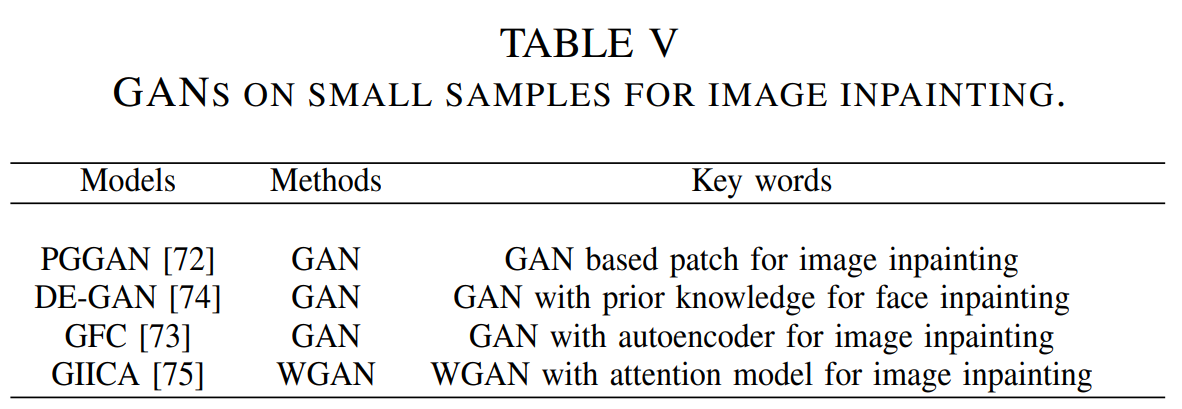 TABLE V
GANS ON SMALL SAMPLES FOR IMAGE INPAINTING.
Models Methods Key words
PGGAN [72] GAN GAN based patch for image inpainting
DE-GAN [74] GAN GAN with prior knowledge for face inpainting
GFC [73] GAN GAN with autoencoder for image inpainting
GIICA [75] WGAN WGAN with attention model for image inpainting